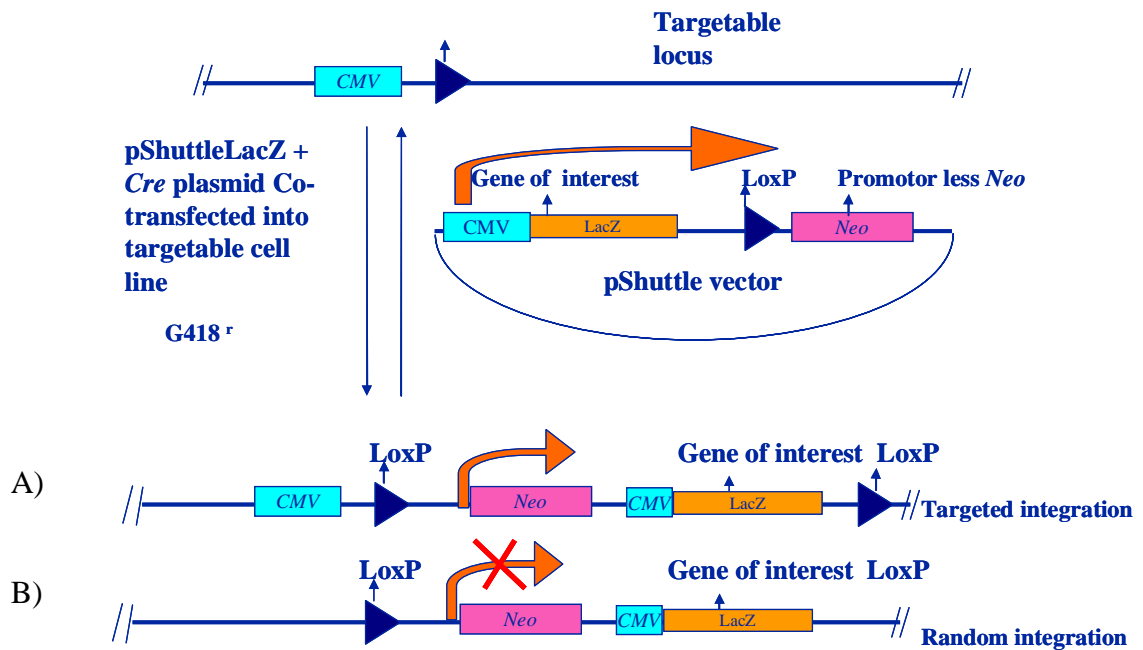 Targetable
locus
CMV
pShuttleLacZ +
Cre plasmid Co-
transfected into
targetable cell
line
G418 r
Gene of interest
LoxP
Promotor less Neo
CMV
LacZ
Neo
pShuttle vector
A)
LoxP
Gene of interest LoxP
CMV
Neo
CMV
LacZ
Targeted integration
B)
LoxP
Gene of interest LoxP
Neo
CMV
LacZ
Random integration